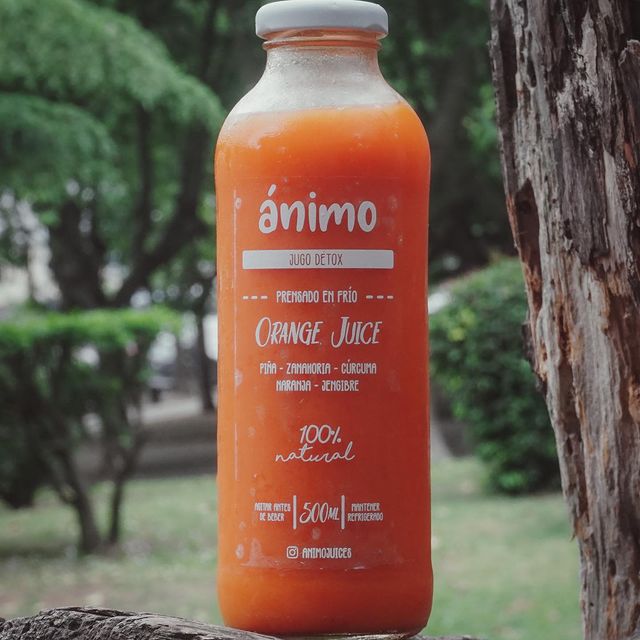 ánimo
JUGO DETOX
PRENSADO EN FRÍO
ORANGE JUICE
PIÑA - ZANAHORIA - CÚRCUMA
NARANJA - JENGIBRE
100%
natural
AGITAR ANTES
DE BEBER
500ML
MANTENER
REFRIGERADO
ANIMOJUICES